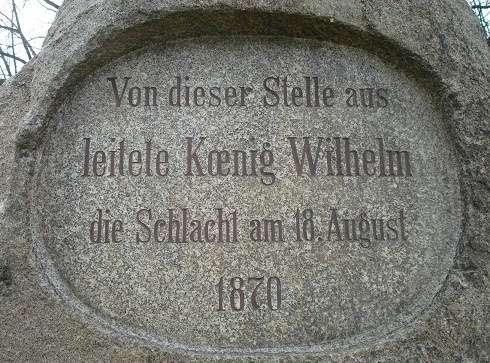 Von dieser Stelle aus
leitete Kœnig Wilhelm
die Schlacht am 18. August
1870